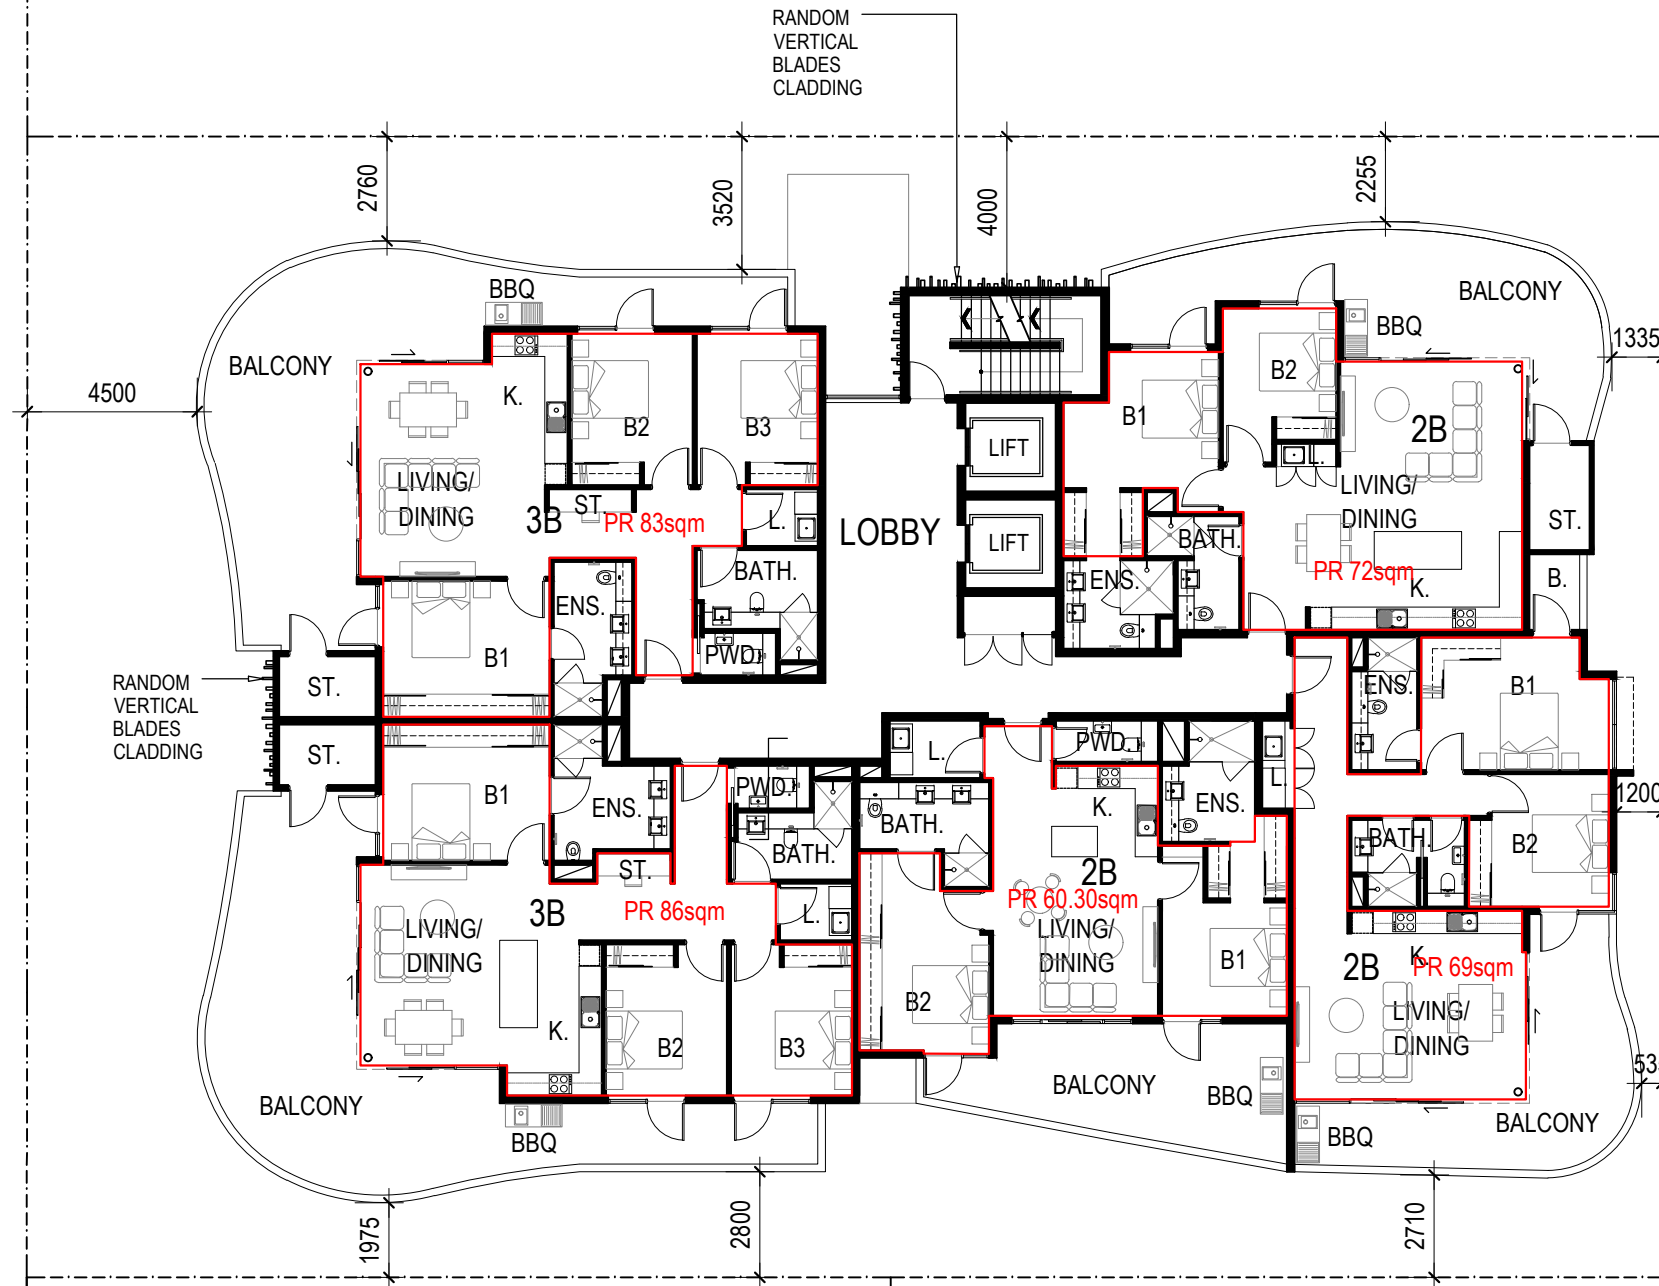 RANDOM
VERTICAL
BLADES
CLADDING
2760
3520
4000
2255
BBQ
BALCONY
BALCONY
BBQ
1335
4500
K.
B2
B3
B1
B2
2B
LIFT
LIVING/
DINING
3B
ST.
PR 83sqm
L.
LOBBY
LIFT
L.
LIVING/
DINING
ST.
BATH.
BATH.
PR 72sqm
K.
B.
ENS.
ENS.
B1
PWD.
ST.
RANDOM
VERTICAL
BLADES
CLADDING
ENS.
B1
ST.
B1
ENS.
PWD.
L.
PWD.
K.
ENS.
L.
1200
BATH.
BATH.
BATH.
B2
ST.
3B
PR 86sqm
L.
2B
PR 60.30sqm
LIVING/
DINING
LIVING/
DINING
B2
B1
2B
K.
PR 69sqm
LIVING/
DINING
K.
B2
B3
BALCONY
BBQ
BALCONY
BBQ
BALCONY
BBQ
1975
2800
2710